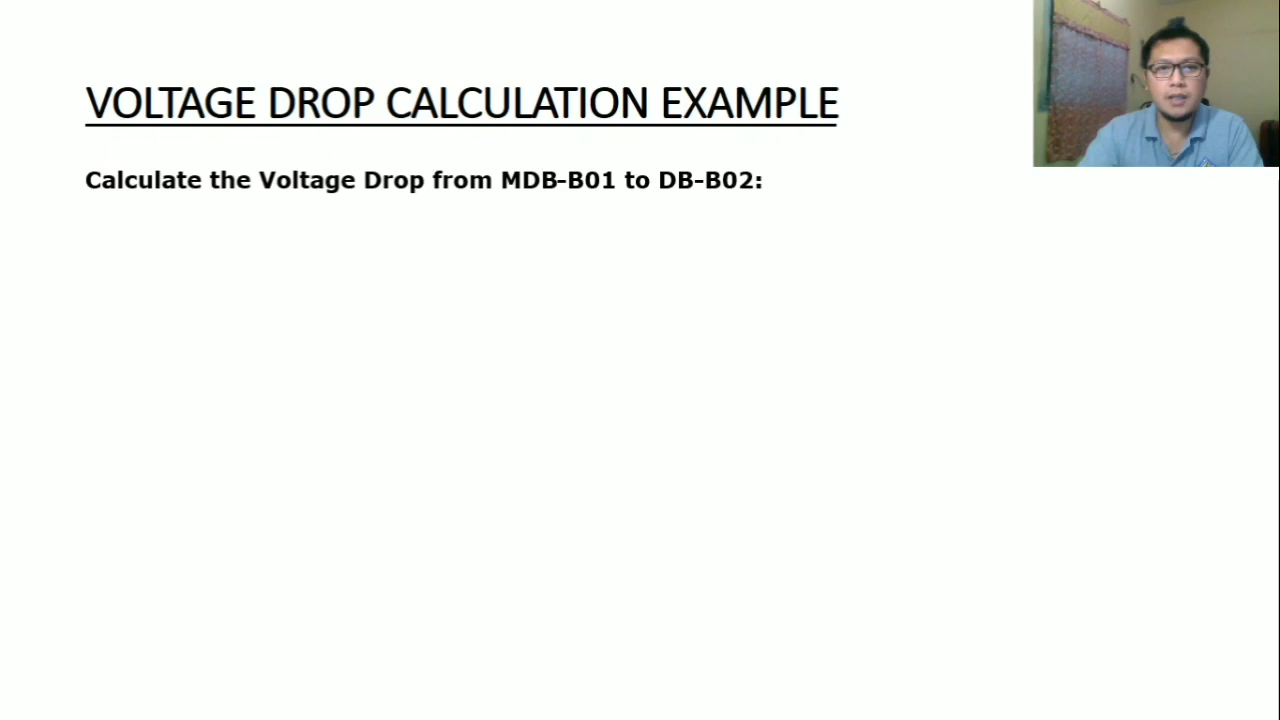 VOLTAGE DROP CALCULATION EXAMPLE
Calculate the Voltage Drop from MDB-B01 to DB-B02: